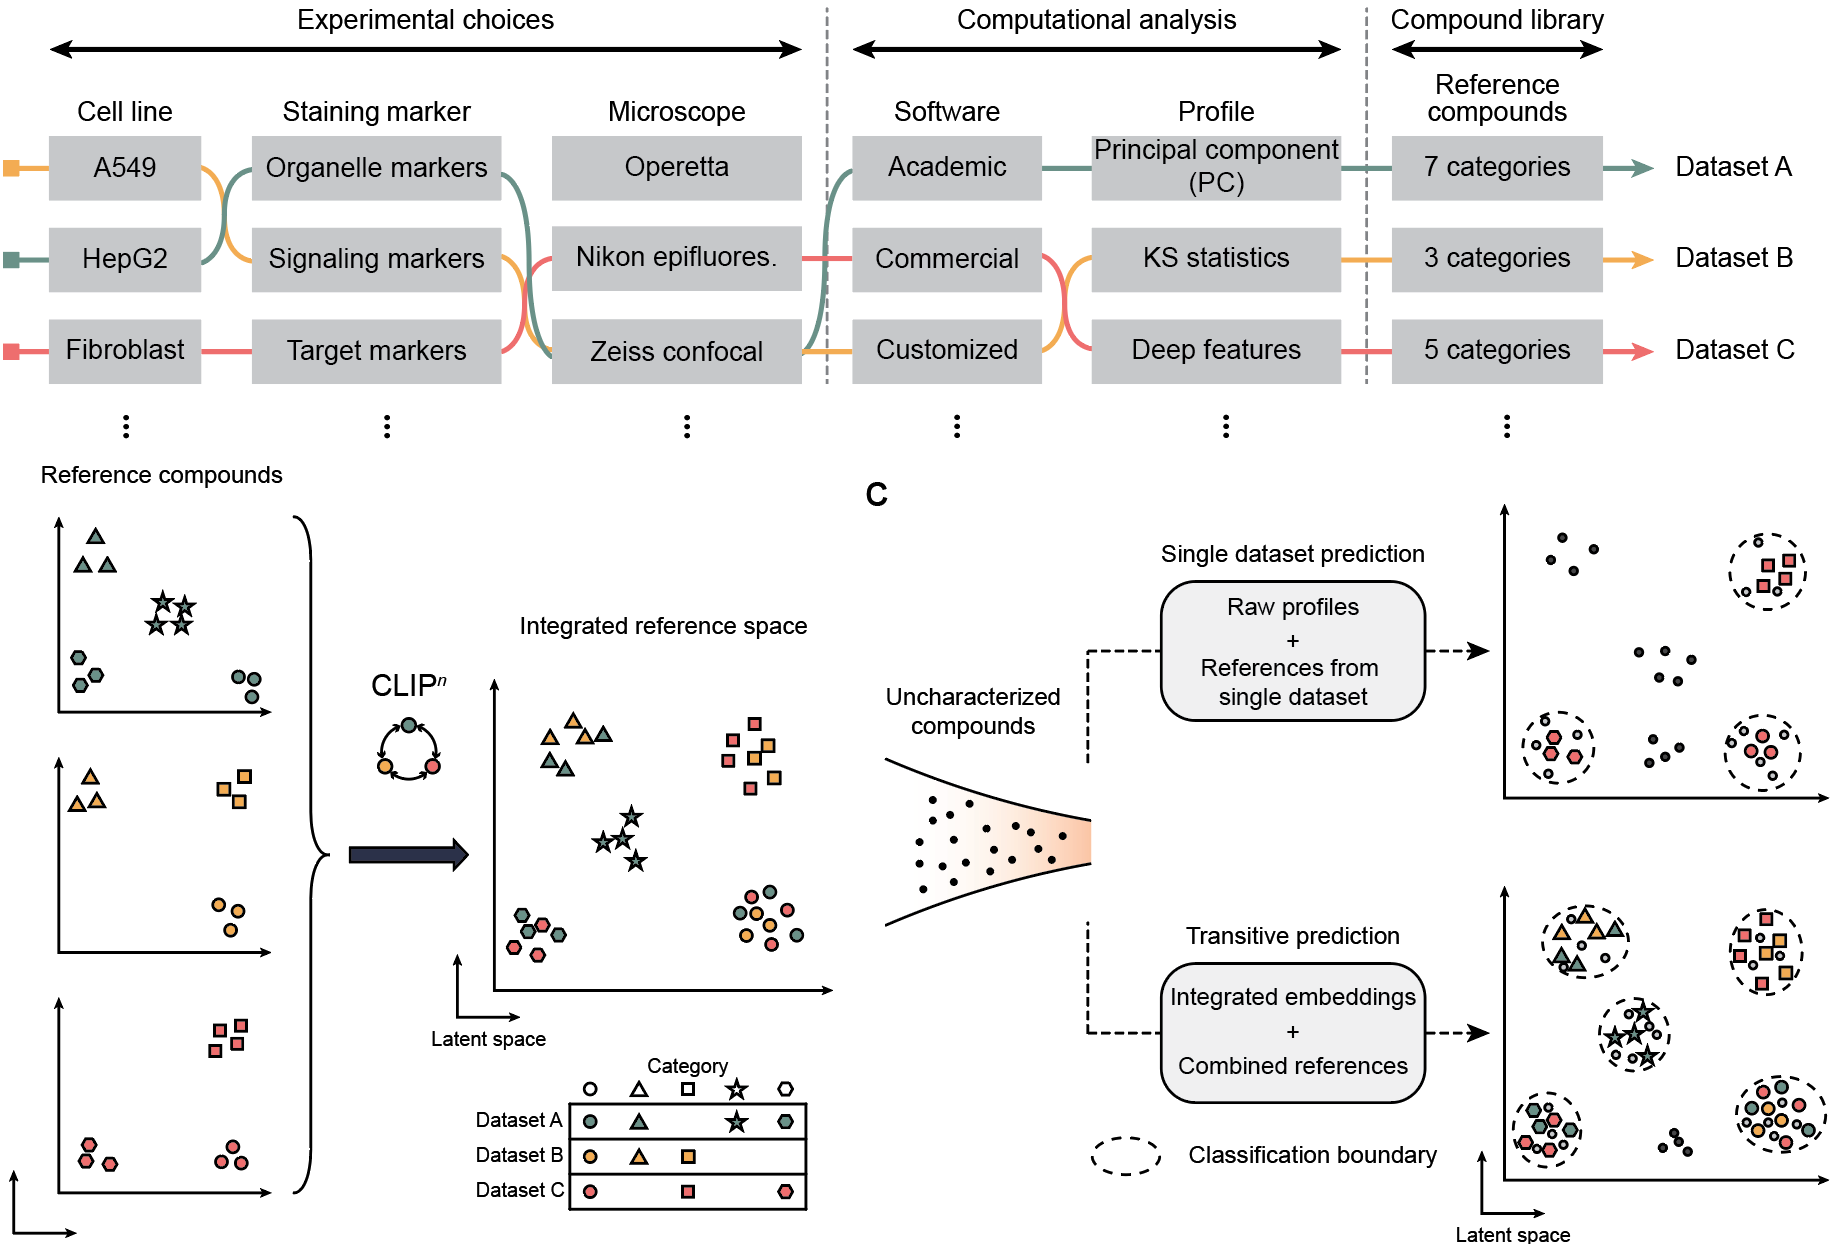 Experimental choices
Computational analysis
Compound library
Cell line
Staining marker
Microscope
Software
Profile
Reference
compounds
A549
Organelle markers
Operetta
Academic
Principal component
(PC)
7 categories
Dataset A
HepG2
Signaling markers
Nikon epifluores.
Commercial
KS statistics
3 categories
Dataset B
Fibroblast
Target markers
Zeiss confocal
Customized
Deep features
5 categories
Dataset C
Reference compounds
CLIPⁿ
Integrated reference space
Latent space
Category
Dataset A
Dataset B
Dataset C
C
Uncharacterized
compounds
Single dataset prediction
Raw profiles
+
References from
single dataset
Transitive prediction
Integrated embeddings
+
Combined references
Classification boundary
Latent space